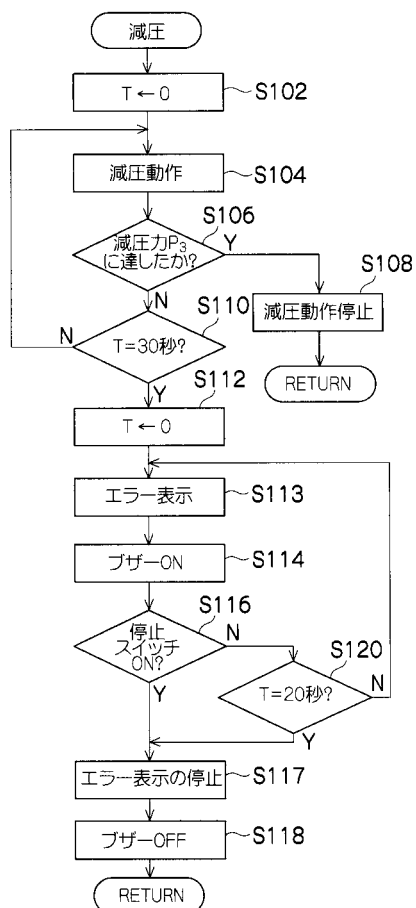 減圧
T←0
S102
減圧動作
S104
S106
減圧力P₃
に達したか?
Y
N
S108
減圧動作停止
RETURN
S110
T=30秒?
N
Y
S112
T←0
エラー表示
S113
ブザーON
S114
S116
停止
スイッチ
ON?
N
Y
S120
T=20秒?
N
Y
エラー表示の停止
S117
ブザーOFF
S118
RETURN